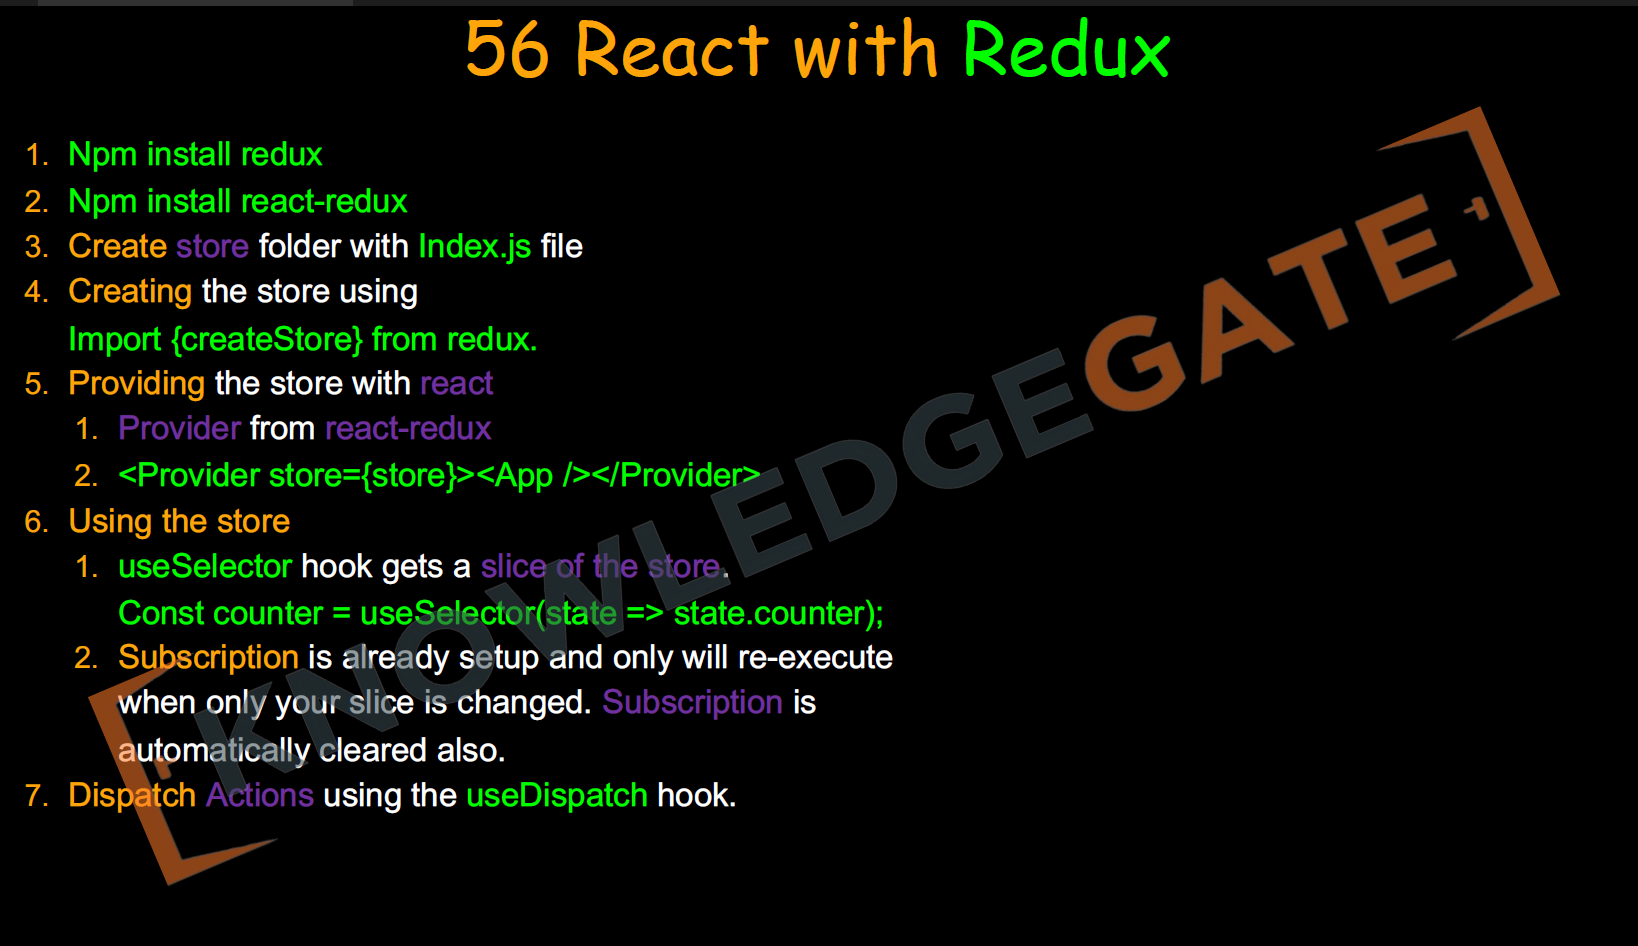 56 React with Redux
1. Npm install redux
2. Npm install react-redux
3. Create store folder with Index.js file
4. Creating the store using
Import {createStore} from redux.
5. Providing the store with react
1. Provider from react-redux
2. <Provider store={store}><App /></Provider>
6. Using the store
1. useSelector hook gets a slice of the store.
Const counter = useSelector(state => state.counter);
2. Subscription is already setup and only will re-execute
when only your slice is changed. Subscription is
automatically cleared also.
7. Dispatch Actions using the useDispatch hook.
KNOWLEDGEGATE